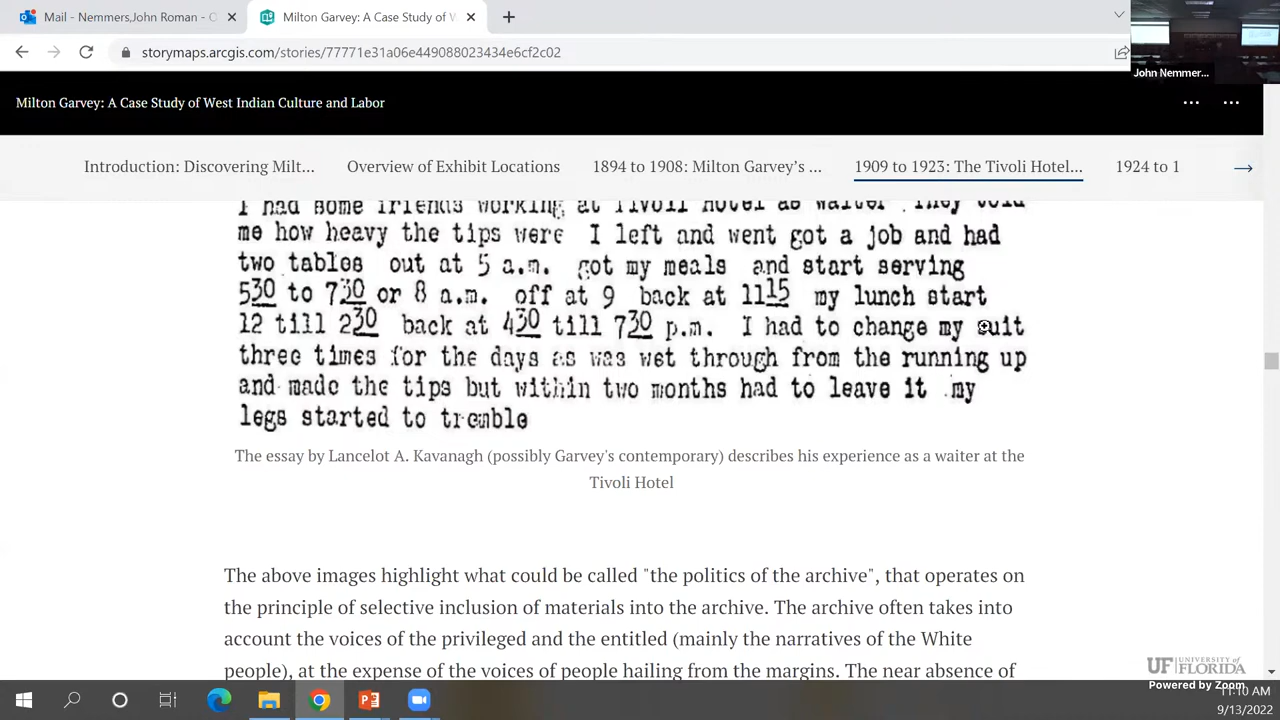 Mail - Nemmers,John Roman - O
Milton Garvey: A Case Study of W
storymaps.arcgis.com/stories/77771e31a06e449088023434e6cf2c02
John Nemmer...
Milton Garvey: A Case Study of West Indian Culture and Labor
Introduction: Discovering Milt...
Overview of Exhibit Locations
1894 to 1908: Milton Garvey's ...
1909 to 1923: The Tivoli Hotel...
1924 to 1
I had some friends working at Tivoli Hotel as waiter . They told
me how heavy the tips were I left and went got a job and had
two tables out at 5 a.m. got my meals and start serving
530 to 730 or 8 a.m. off at 9 back at 1115 my lunch start
12 till 230 back at 430 till 730 p.m. I had to change my suit
three times for the days as was wet through from the running up
and made the tips but within two months had to leave it my
legs started to tremble
The essay by Lancelot A. Kavanagh (possibly Garvey's contemporary) describes his experience as a waiter at the
Tivoli Hotel
The above images highlight what could be called "the politics of the archive", that operates on
the principle of selective inclusion of materials into the archive. The archive often takes into
account the voices of the privileged and the entitled (mainly the narratives of the White
people), at the expense of the voices of people hailing from the margins. The near absence of
UF UNIVERSITY of FLORIDA
Powered by Zoom
11:10 AM
9/13/2022